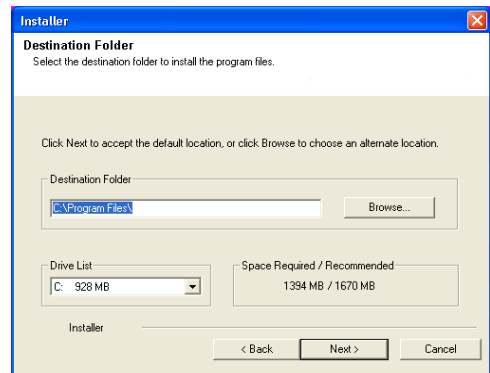 Installer
Destination Folder
Select the destination folder to install the program files.
Click Next to accept the default location, or click Browse to choose an alternate location.
Destination Folder
C:\Program Files\
Browse...
Drive List
C: 928 MB
Space Required / Recommended
1394 MB / 1670 MB
Installer
< Back
Next >
Cancel